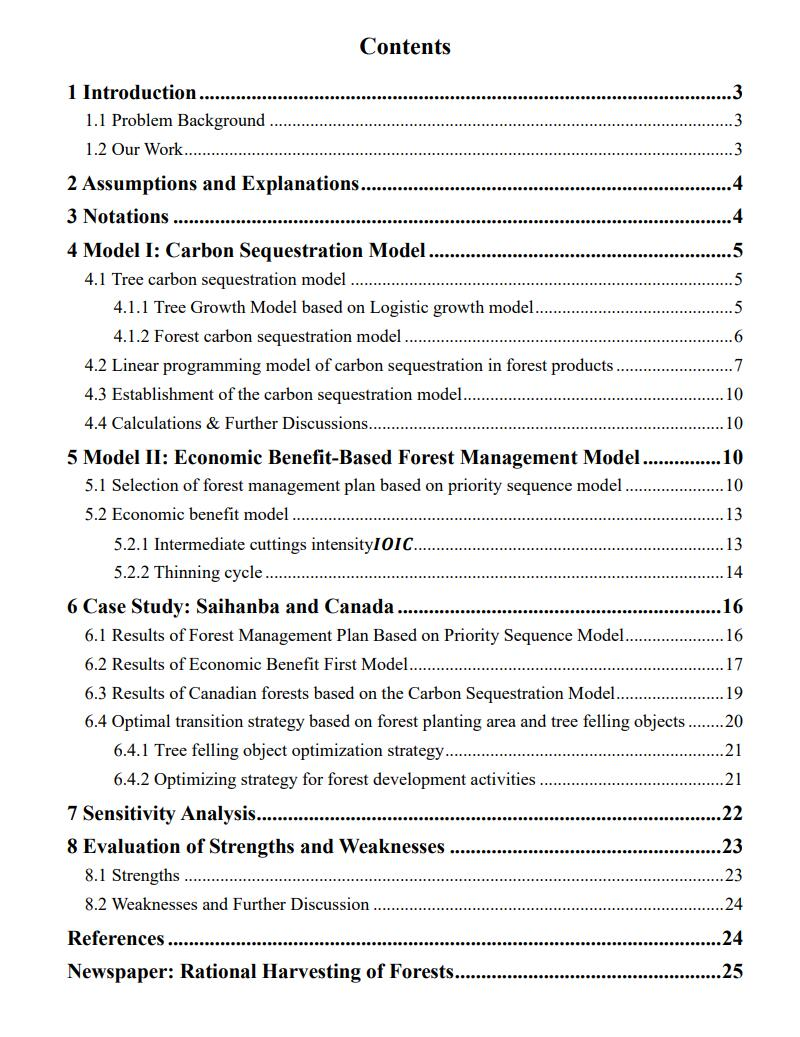 Contents
1 Introduction....................................................................................................3
1.1 Problem Background ....................................................................................................3
1.2 Our Work....................................................................................................3
2 Assumptions and Explanations....................................................................................4
3 Notations ....................................................................................................4
4 Model I: Carbon Sequestration Model ....................................................................5
4.1 Tree carbon sequestration model ....................................................................................5
4.1.1 Tree Growth Model based on Logistic growth model............................................5
4.1.2 Forest carbon sequestration model ........................................................................6
4.2 Linear programming model of carbon sequestration in forest products ........................7
4.3 Establishment of the carbon sequestration model........................................................10
4.4 Calculations & Further Discussions............................................................................10
5 Model II: Economic Benefit-Based Forest Management Model..............10
5.1 Selection of forest management plan based on priority sequence model ....................10
5.2 Economic benefit model ............................................................................................13
5.2.1 Intermediate cuttings intensityIOIC....................................................................13
5.2.2 Thinning cycle ....................................................................................................14
6 Case Study: Saihanba and Canada ............................................................16
6.1 Results of Forest Management Plan Based on Priority Sequence Model....................16
6.2 Results of Economic Benefit First Model....................................................................17
6.3 Results of Canadian forests based on the Carbon Sequestration Model......................19
6.4 Optimal transition strategy based on forest planting area and tree felling objects ........20
6.4.1 Tree felling object optimization strategy..............................................................21
6.4.2 Optimizing strategy for forest development activities ..........................................21
7 Sensitivity Analysis....................................................................................22
8 Evaluation of Strengths and Weaknesses ..................................................23
8.1 Strengths ....................................................................................................23
8.2 Weaknesses and Further Discussion ............................................................................24
References ....................................................................................................24
Newspaper: Rational Harvesting of Forests..................................................25